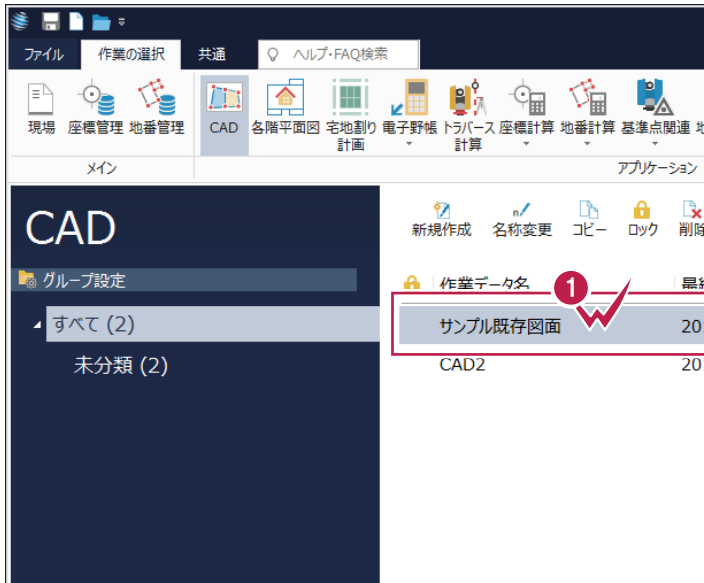 ファイル 作業の選択 共通 ヘルプ・FAQ検索
現場 座標管理 地番管理 CAD 各階平面図 宅地割り計画 電子野帳 トラバース計算 座標計算 地番計算 基準点関連 地
メイン アプリケーション
CAD
新規作成 名称変更 コピー ロック 削除
グループ設定
作業データ名 最終
1
すべて (2)
サンプル既存図面 20
未分類 (2)
CAD2 20